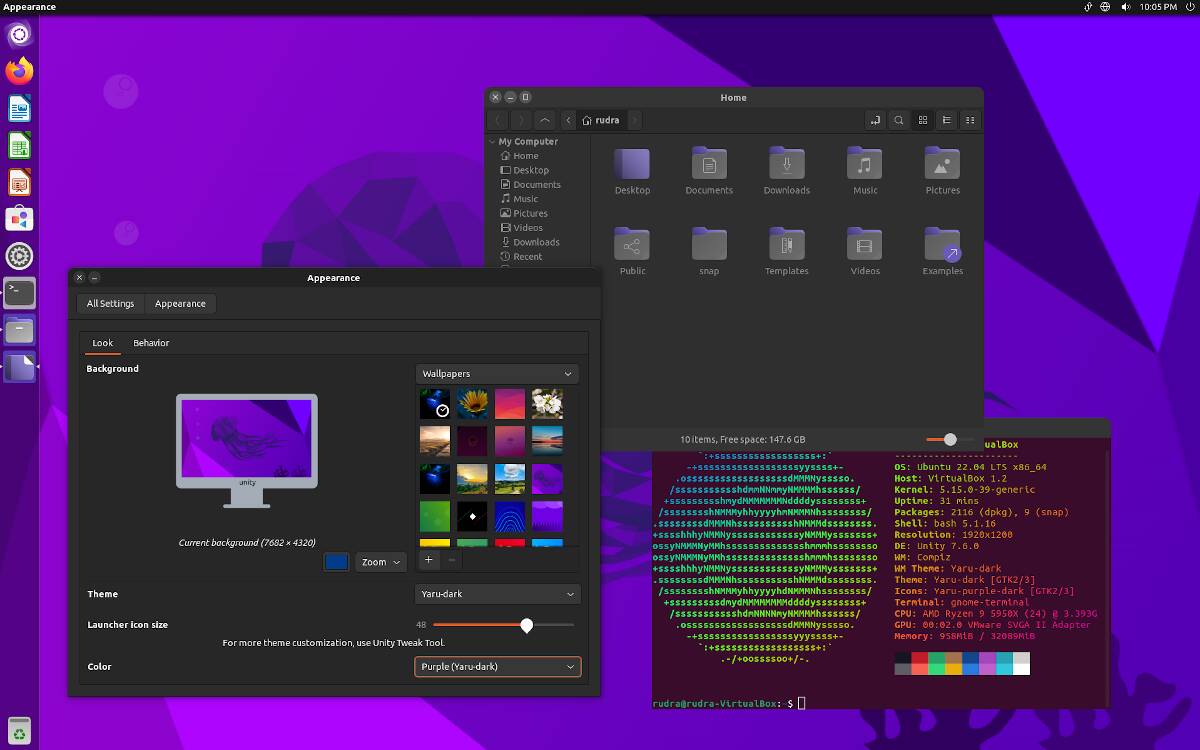 Appearance
10:05 PM
Home
rudra
My Computer
Home
Desktop
Documents
Music
Pictures
Videos
Downloads
Recent
Desktop
Documents
Downloads
Music
Pictures
Public
snap
Templates
Videos
Examples
10 items, Free space: 147.6 GB
Appearance
All Settings
Appearance
Look
Behavior
Background
Wallpapers
unity
Current background (7682 × 4320)
Zoom
Theme
Yaru-dark
Launcher icon size
48
For more theme customization, use Unity Tweak Tool.
Color
Purple (Yaru-dark)
ualBox
----------------------
OS: Ubuntu 22.04 LTS x86_64
Host: VirtualBox 1.2
Kernel: 5.15.0-39-generic
Uptime: 31 mins
Packages: 2116 (dpkg), 9 (snap)
Shell: bash 5.1.16
Resolution: 1920x1200
DE: Unity 7.6.0
WM: Compiz
WM Theme: Yaru-dark
Theme: Yaru-dark [GTK2/3]
Icons: Yaru-purple-dark [GTK2/3]
Terminal: gnome-terminal
CPU: AMD Ryzen 9 5950X (24) @ 3.393G
GPU: 00:02.0 VMware SVGA II Adapter
Memory: 958MiB / 32089MiB
rudra@rudra-VirtualBox:~$